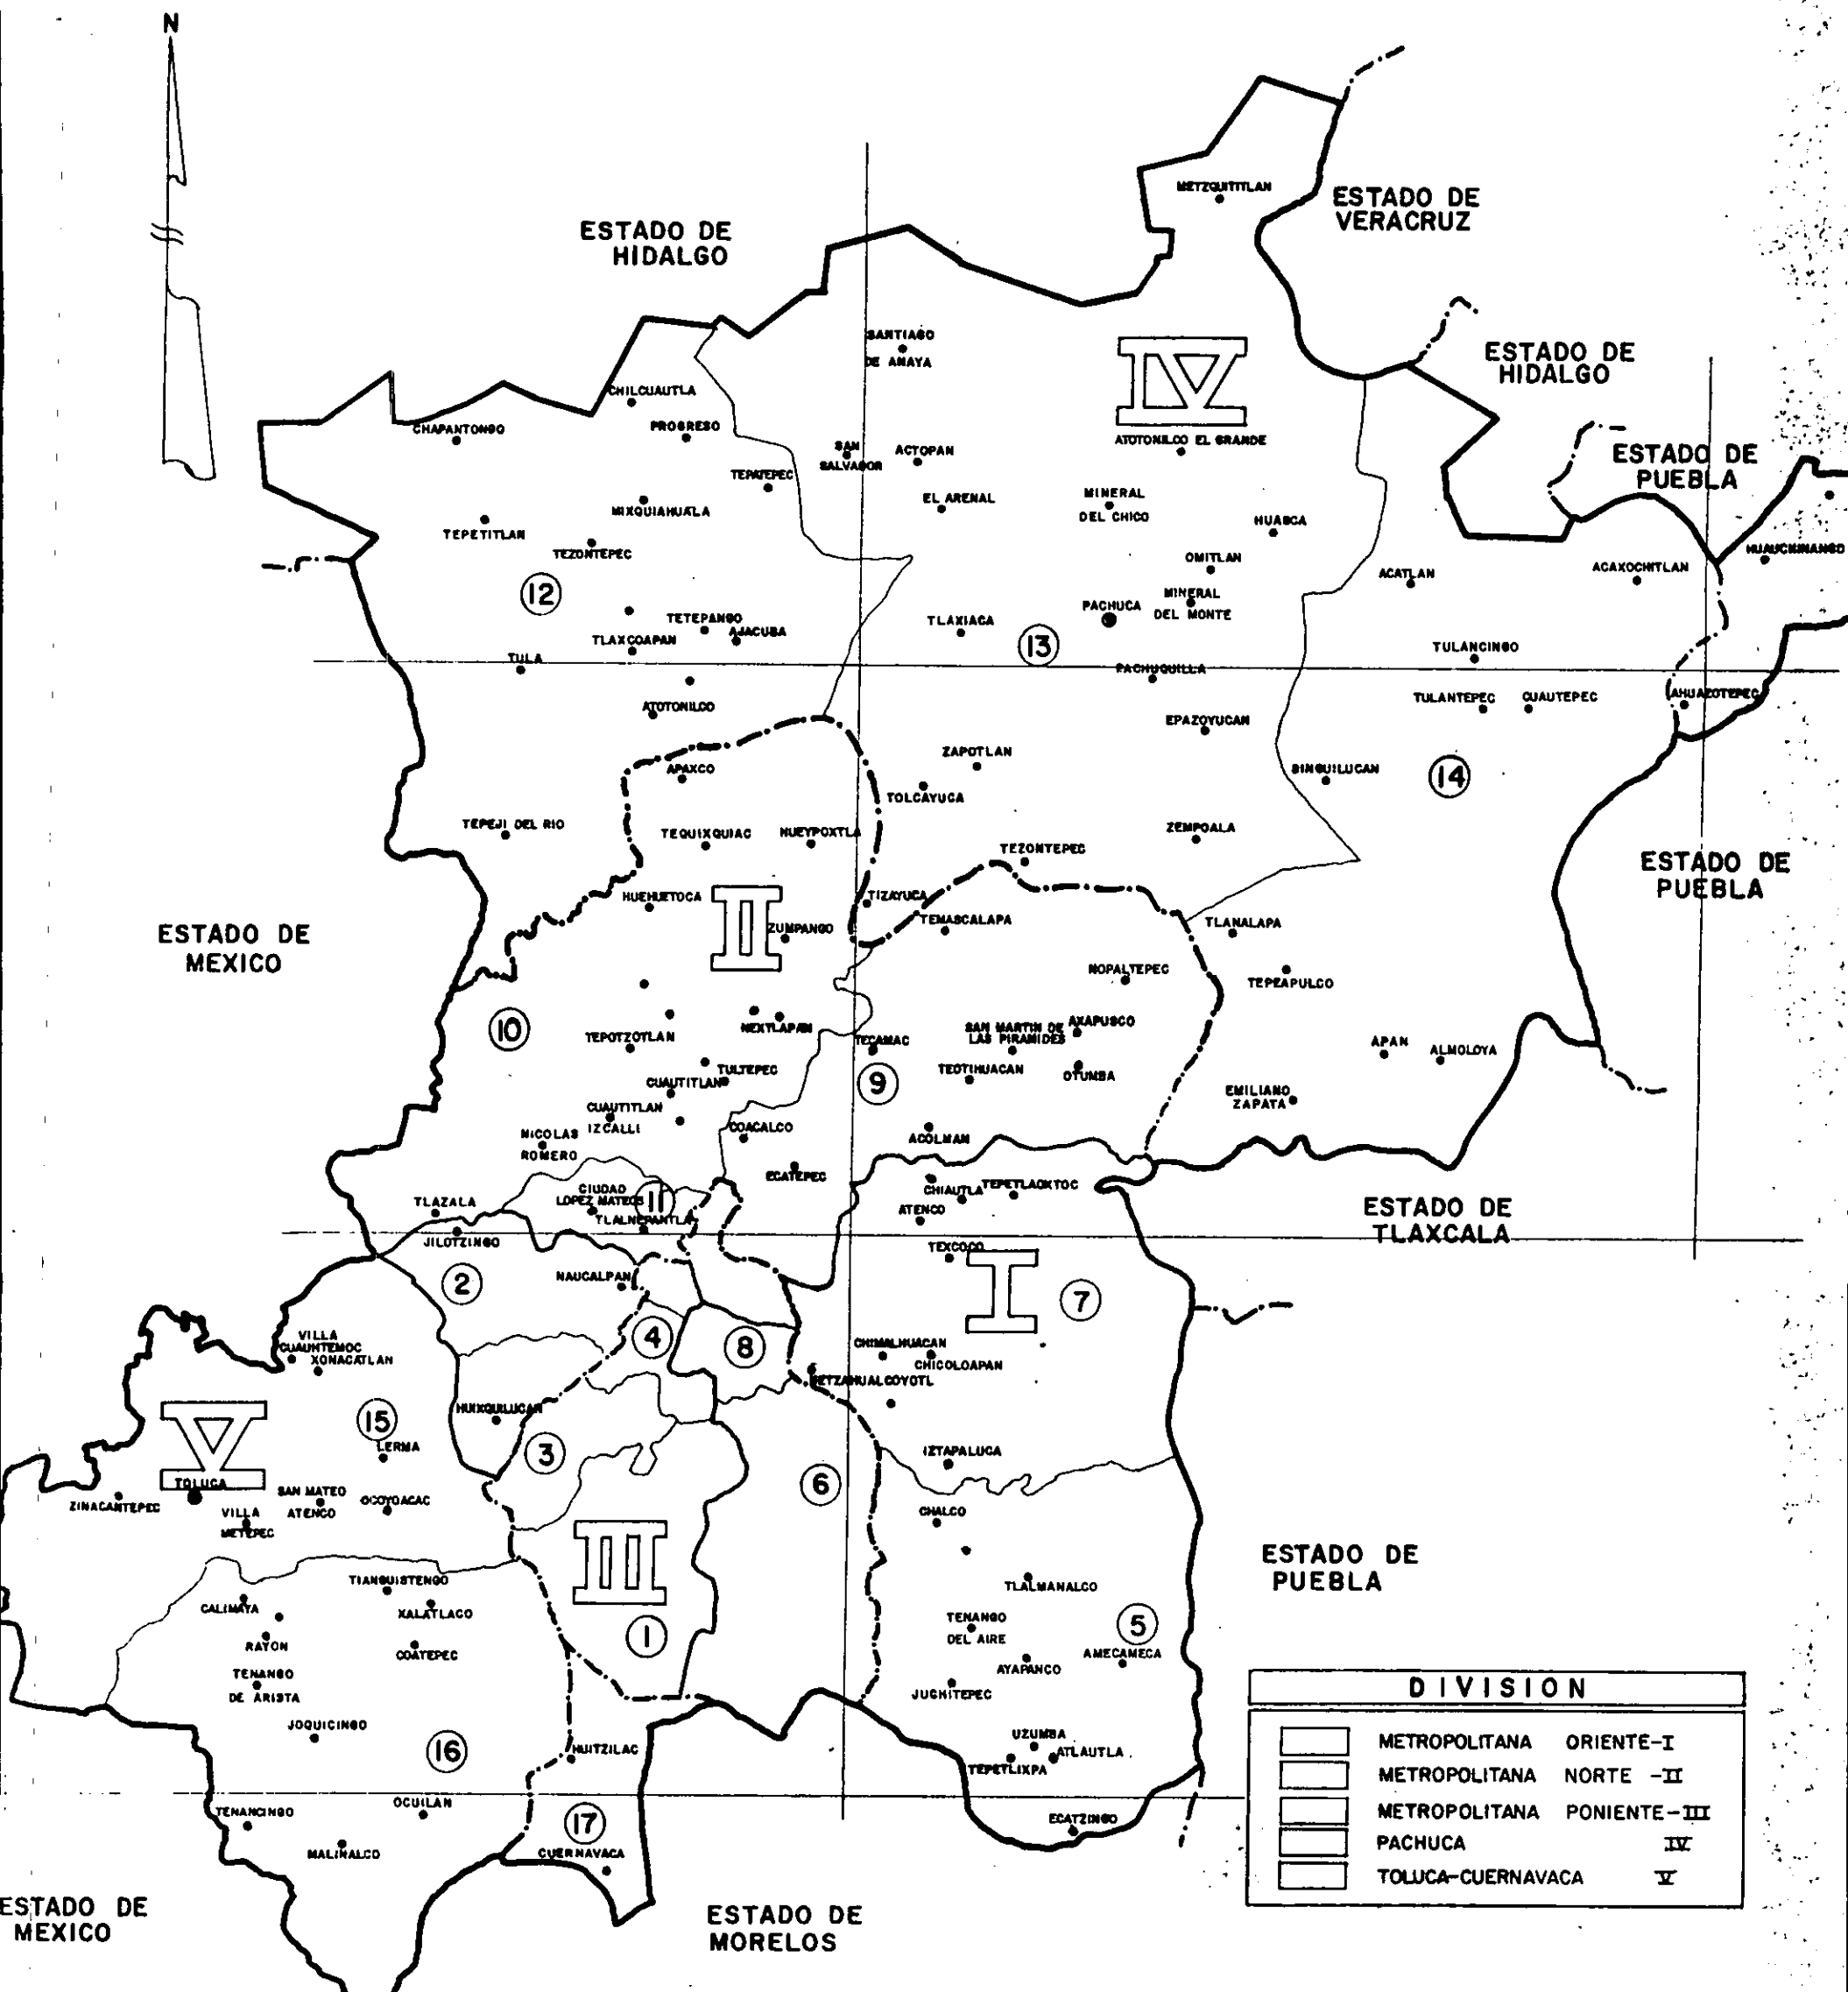 N
ESTADO DE
HIDALGO
METZQUITITLAN
ESTADO DE
VERACRUZ
SANTIAGO
DE ANAYA
IV
ESTADO DE
HIDALGO
CHILCUAUTLA
CHAPANTONGO
PROGRESO
ATOTONILCO EL GRANDE
SAN
SALVADOR
ACTOPAN
ESTADO DE
PUEBLA
TEPATEPEC
MIXQUIAHUALA
EL ARENAL
MINERAL
DEL CHICO
HUASCA
TEPETITLAN
TEZONTEPEC
OMITLAN
HUAUCHINANGO
ACATLAN
ACAXOCHITLAN
12
MINERAL
DEL MONTE
PACHUCA
TETEPANGO
AJACUBA
TLAXCOAPAN
TLAXIACA
13
TULA
TULANCINGO
PACHUQUILLA
ATOTONILCO
TULANTEPEC
CUAUTEPEC
AHUAZOTEPEC
EPAZOYUCAN
ZAPOTLAN
APAXCO
SINGUILUCAN
14
TOLCAYUCA
TEPEJI DEL RIO
TEQUIXQUIAC
HUEYPOXTLA
ZEMPOALA
TEZONTEPEC
ESTADO DE
PUEBLA
HUEHUETOCA
II
TIZAYUCA
ZUMPANGO
TEMASCALAPA
TLANALAPA
ESTADO DE
MEXICO
NOPALTEPEC
TEPEAPULCO
10
NEXTLAPAN
TEPOTZOTLAN
TECAMAC
SAN MARTIN DE
LAS PIRAMIDES
AXAPUSCO
APAN
ALMOLOYA
TULTEPEC
CUAUTITLAN
9
TEOTIHUACAN
OTUMBA
EMILIANO
ZAPATA
CUAUTITLAN
IZCALLI
NICOLAS
ROMERO
COACALCO
ACOLMAN
ECATEPEC
TLAZALA
CIUDAD
LOPEZ MATEOS
11
TLALNEPANTLA
CHIAUTLA
TEPETLAOXTOC
ATENCO
ESTADO DE
TLAXCALA
JILOTZINGO
TEXCOCO
I
2
NAUCALPAN
7
4
8
VILLA
CUAUHTEMOC
XONACATLAN
CHIMALHUACAN
CHICOLOAPAN
NETZAHUALCOYOTL
V
HUIXQUILUCAN
15
LERMA
3
IZTAPALUCA
6
TOLUCA
ZINACANTEPEC
SAN MATEO
ATENCO
OCOYOACAC
VILLA
METEPEC
CHALCO
III
ESTADO DE
PUEBLA
TIANGUISTENGO
TLALMANALCO
CALIMAYA
XALATLACO
1
TENANGO
DEL AIRE
5
RAYON
COATEPEC
AMECAMECA
AYAPANCO
TENANGO
DE ARISTA
JUCHITEPEC
JOQUICINGO
16
HUITZILAC
UZUMBA
ATLAUTLA
TEPETLIXPA
TENANCINGO
OCUILAN
17
ECATZINGO
MALINALCO
CUERNAVACA
ESTADO DE
MEXICO
ESTADO DE
MORELOS
DIVISION
METROPOLITANA ORIENTE-I
METROPOLITANA NORTE -II
METROPOLITANA PONIENTE-III
PACHUCA IV
TOLUCA-CUERNAVACA V